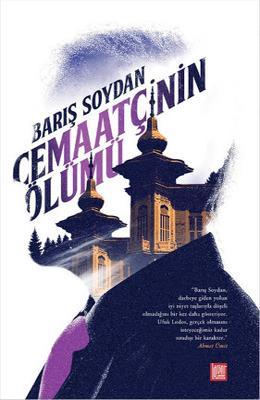 BARIŞ SOYDAN
CEMAATÇİNİN
ÖLÜMÜ
"Barış Soydan,
darbeye giden yolun
iyi niyet taşlarıyla döşeli
olmadığını bir kez daha gösteriyor.
Ufuk Lodos, gerçek olmasını
isteyeceğimiz kadar
sıradışı bir karakter."
Ahmet Ümit